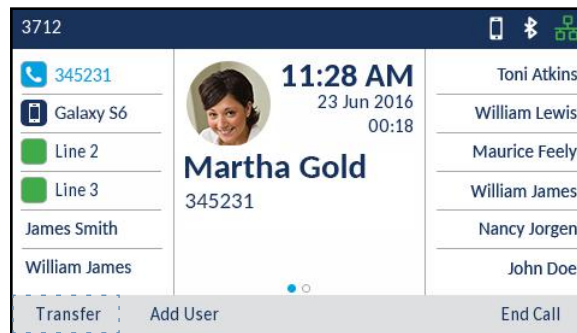 3712
345231
Galaxy S6
Line 2
Line 3
James Smith
William James
11:28 AM
23 Jun 2016
00:18
Martha Gold
345231
Toni Atkins
William Lewis
Maurice Feely
William James
Nancy Jorgen
John Doe
Transfer Add User End Call